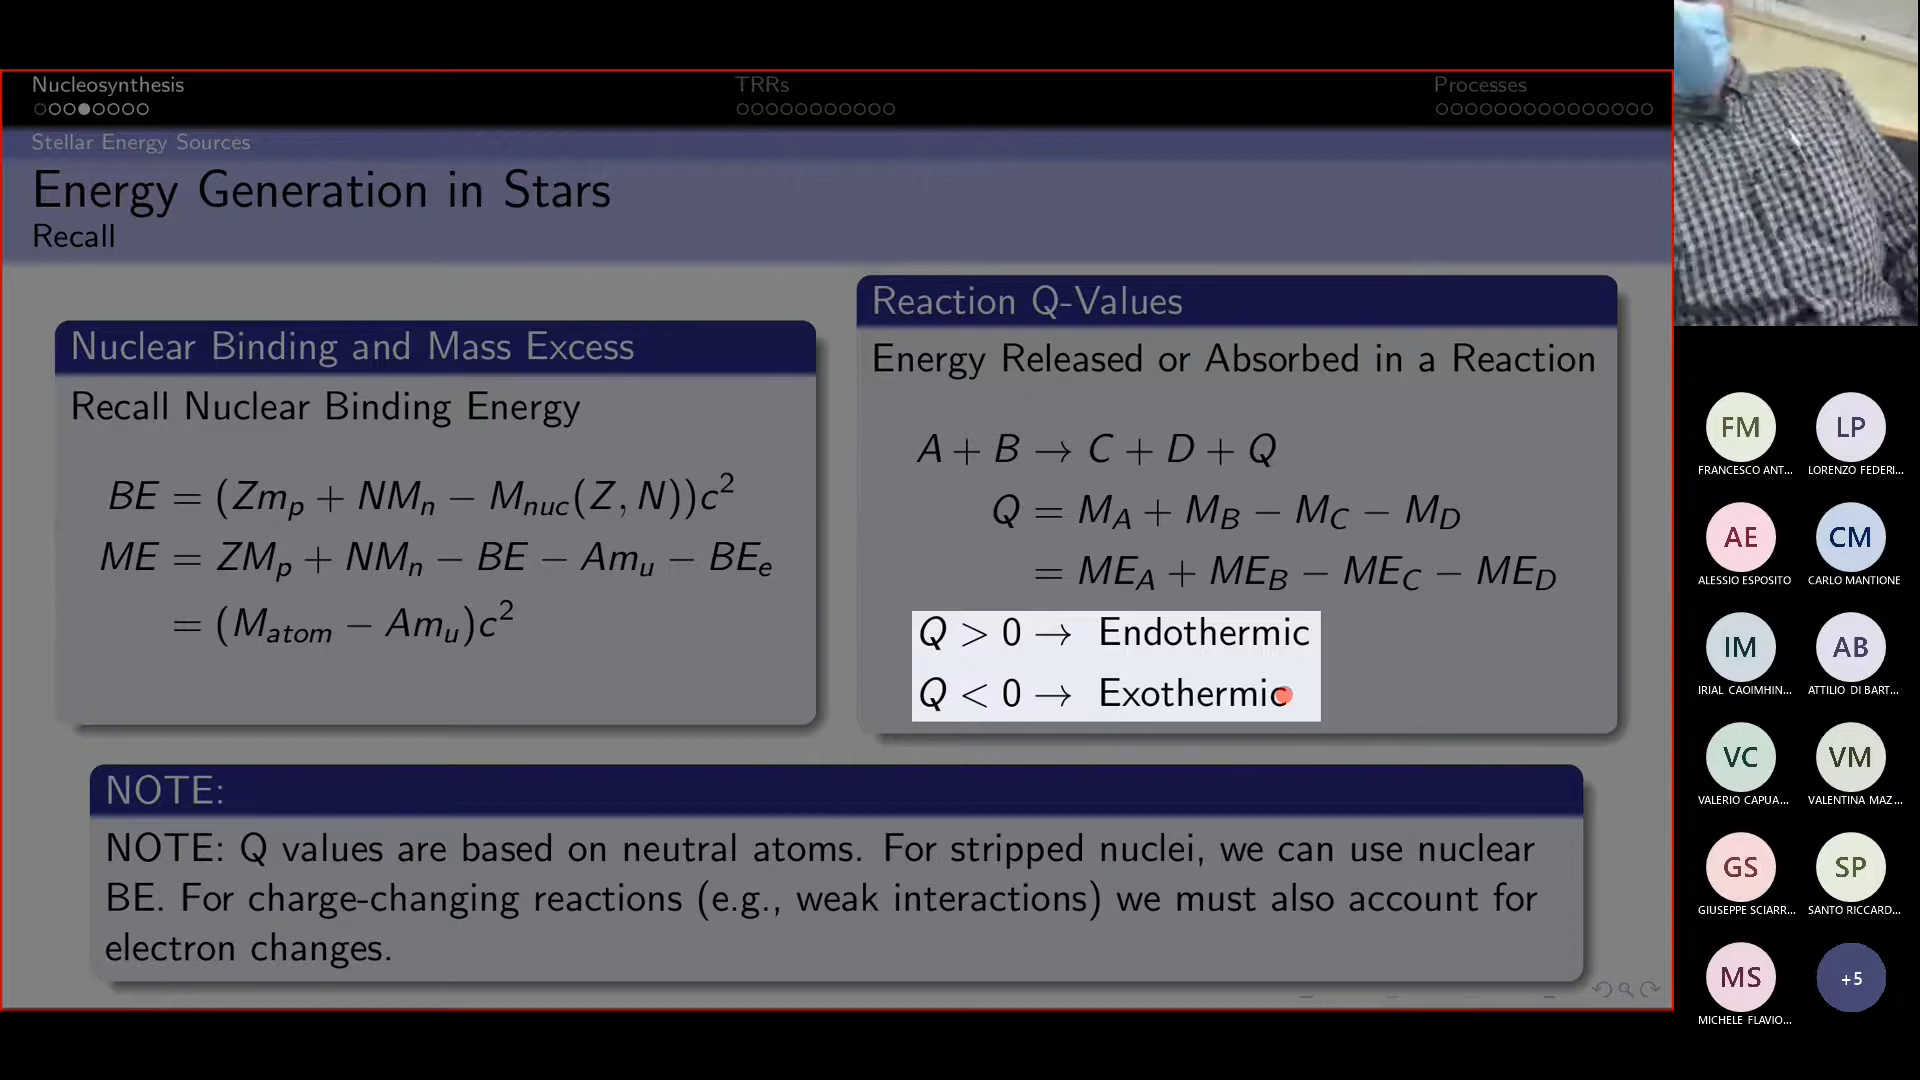 Nucleosynthesis
TRRs
Processes
Stellar Energy Sources
Energy Generation in Stars
Recall
Nuclear Binding and Mass Excess
Recall Nuclear Binding Energy
BE = (Zm_p + NM_n − M_nuc(Z, N))c²
ME = ZM_p + NM_n − BE − Am_u − BE_e
= (M_atom − Am_u)c²
Reaction Q-Values
Energy Released or Absorbed in a Reaction
A + B → C + D + Q
Q = M_A + M_B − M_C − M_D
= ME_A + ME_B − ME_C − ME_D
Q > 0 → Endothermic
Q < 0 → Exothermic
NOTE:
NOTE: Q values are based on neutral atoms. For stripped nuclei, we can use nuclear
BE. For charge-changing reactions (e.g., weak interactions) we must also account for
electron changes.
FM LP
FRANCESCO ANT... LORENZO FEDERI...
AE CM
ALESSIO ESPOSITO CARLO MANTIONE
IM AB
IRIAL CAOIMHIN... ATTILIO DI BART...
VC VM
VALERIO CAPUA... VALENTINA MAZ...
GS SP
GIUSEPPE SCIARR... SANTO RICCARD...
MS +5
MICHELE FLAVIO...